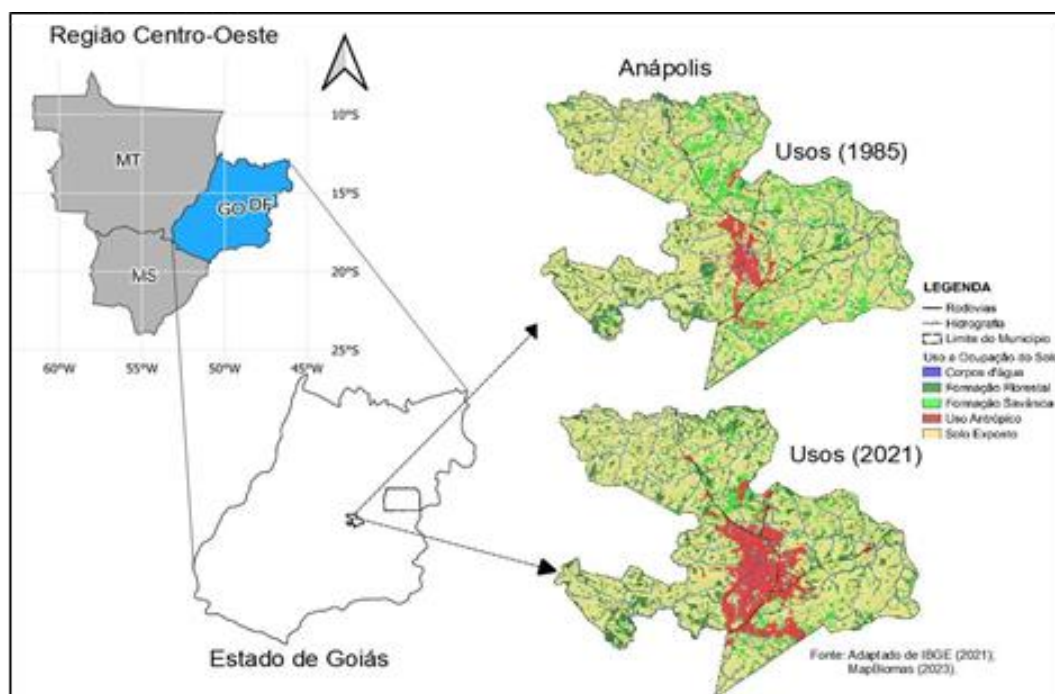 Região Centro-Oeste
10°S
15°S
20°S
25°S
60°W
55°W
50°W
45°W
MT
GO
DF
MS
Estado de Goiás
Anápolis
Usos (1985)
Usos (2021)
LEGENDA
Rodovias
Hidrografia
Limite do Município
Uso e Ocupação do Solo
Corpos d'água
Formação Florestal
Formação Savânica
Uso Antrópico
Solo Exposto
Fonte: Adaptado de IBGE (2021);
MapBiomas (2023).